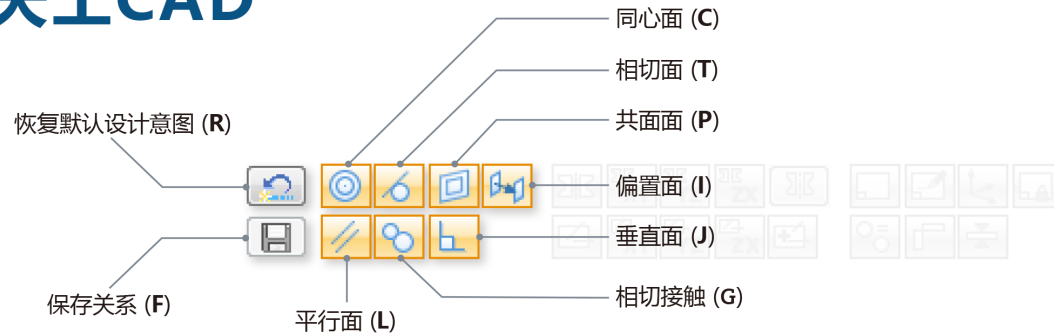 CAD
同心面 (C)
相切面 (T)
恢复默认设计意图 (R)
共面面 (P)
偏置面 (I)
垂直面 (J)
保存关系 (F)
相切接触 (G)
平行面 (L)